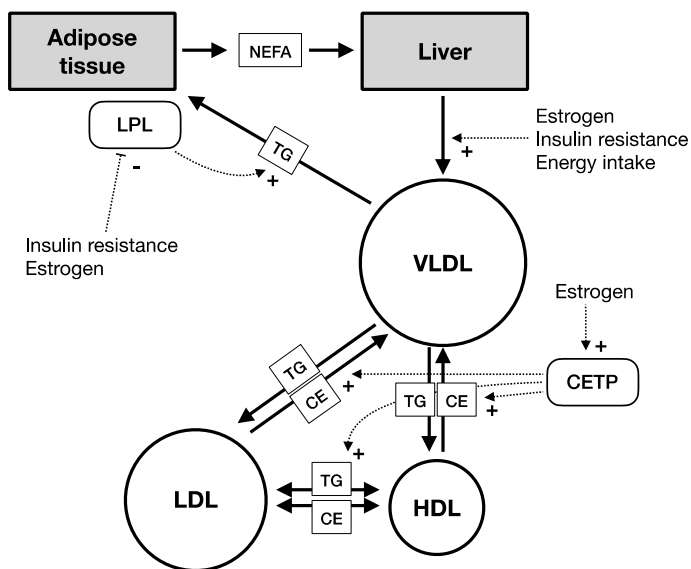 Adipose
tissue
NEFA
Liver
LPL
TG
+
-
Estrogen
Insulin resistance
Energy intake
+
Insulin resistance
Estrogen
VLDL
Estrogen
+
CETP
TG
CE
+
TG
CE
+
+
LDL
TG
CE
HDL